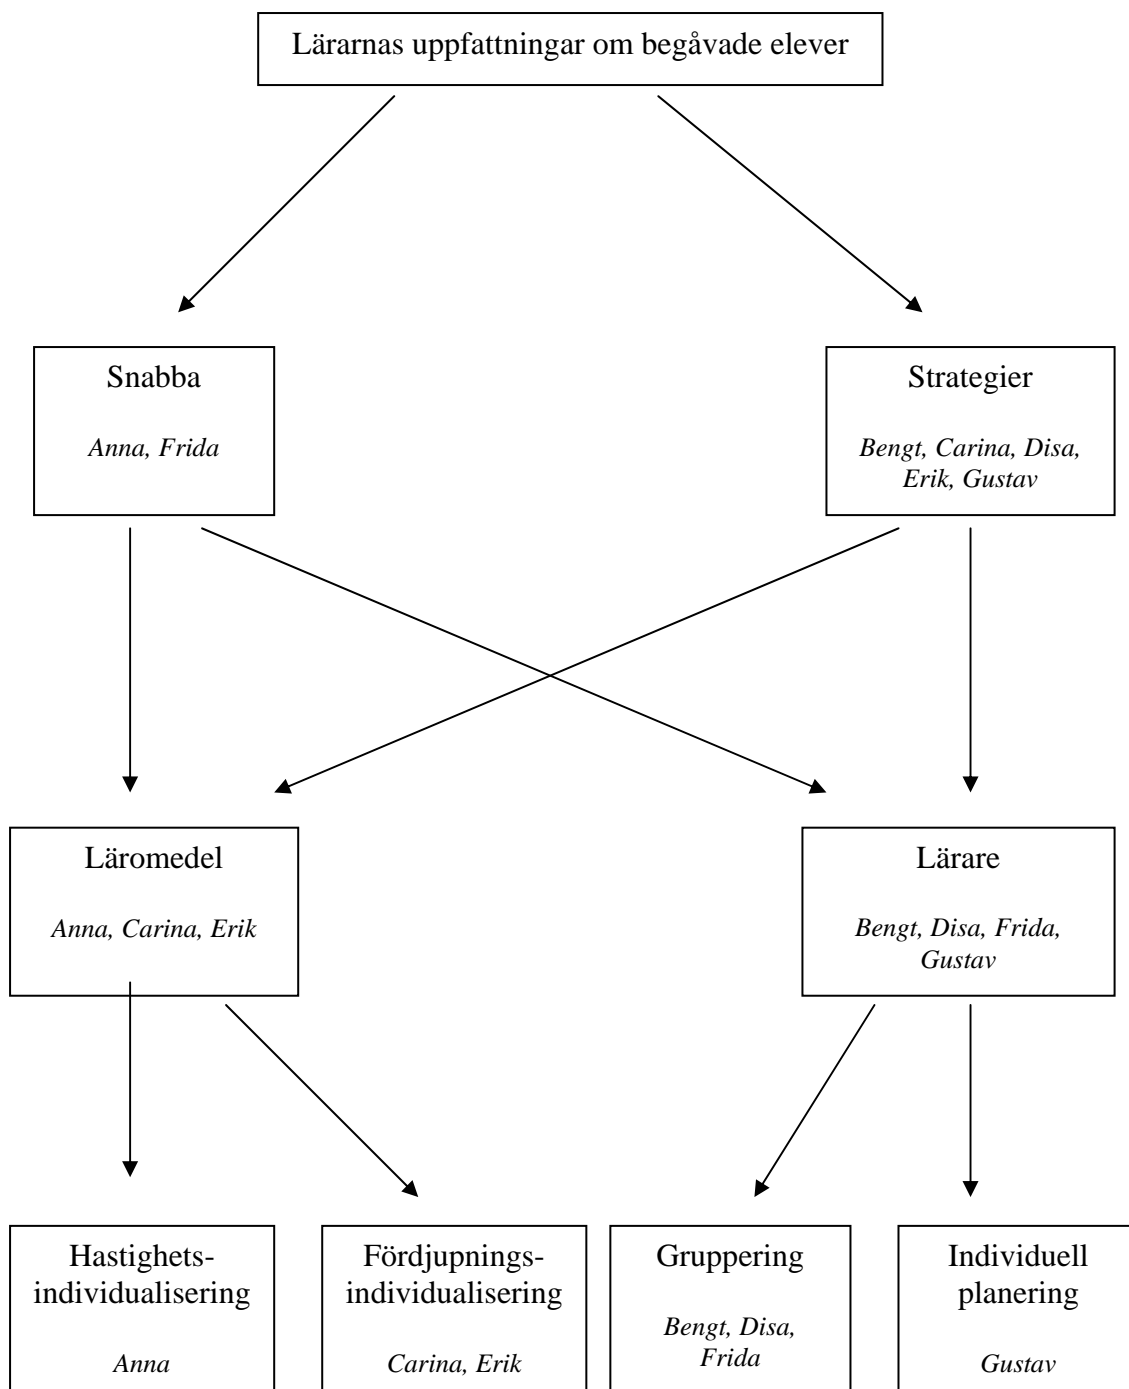 Lärarnas uppfattningar om begåvade elever
Snabba
Anna, Frida
Strategier
Bengt, Carina, Disa,
Erik, Gustav
Läromedel
Anna, Carina, Erik
Lärare
Bengt, Disa, Frida,
Gustav
Hastighets-
individualisering
Anna
Fördjupnings-
individualisering
Carina, Erik
Gruppering
Bengt, Disa,
Frida
Individuell
planering
Gustav